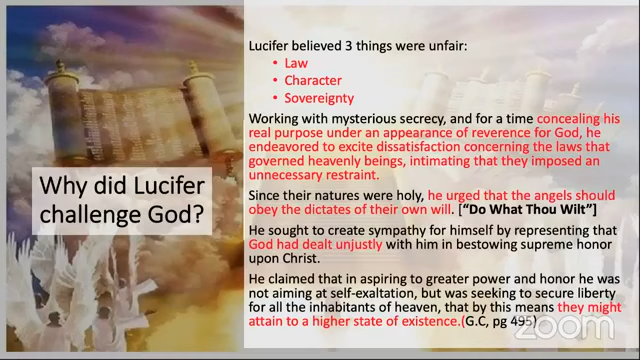 Why did Lucifer
challenge God?
Lucifer believed 3 things were unfair:
• Law
• Character
• Sovereignty
Working with mysterious secrecy, and for a time concealing his
real purpose under an appearance of reverence for God, he
endeavored to excite dissatisfaction concerning the laws that
governed heavenly beings, intimating that they imposed an
unnecessary restraint.
Since their natures were holy, he urged that the angels should
obey the dictates of their own will. [“Do What Thou Wilt”]
He sought to create sympathy for himself by representing that
God had dealt unjustly with him in bestowing supreme honor
upon Christ.
He claimed that in aspiring to greater power and honor he was
not aiming at self-exaltation, but was seeking to secure liberty
for all the inhabitants of heaven, that by this means they might
attain to a higher state of existence.(G.C, pg 495)
zoom